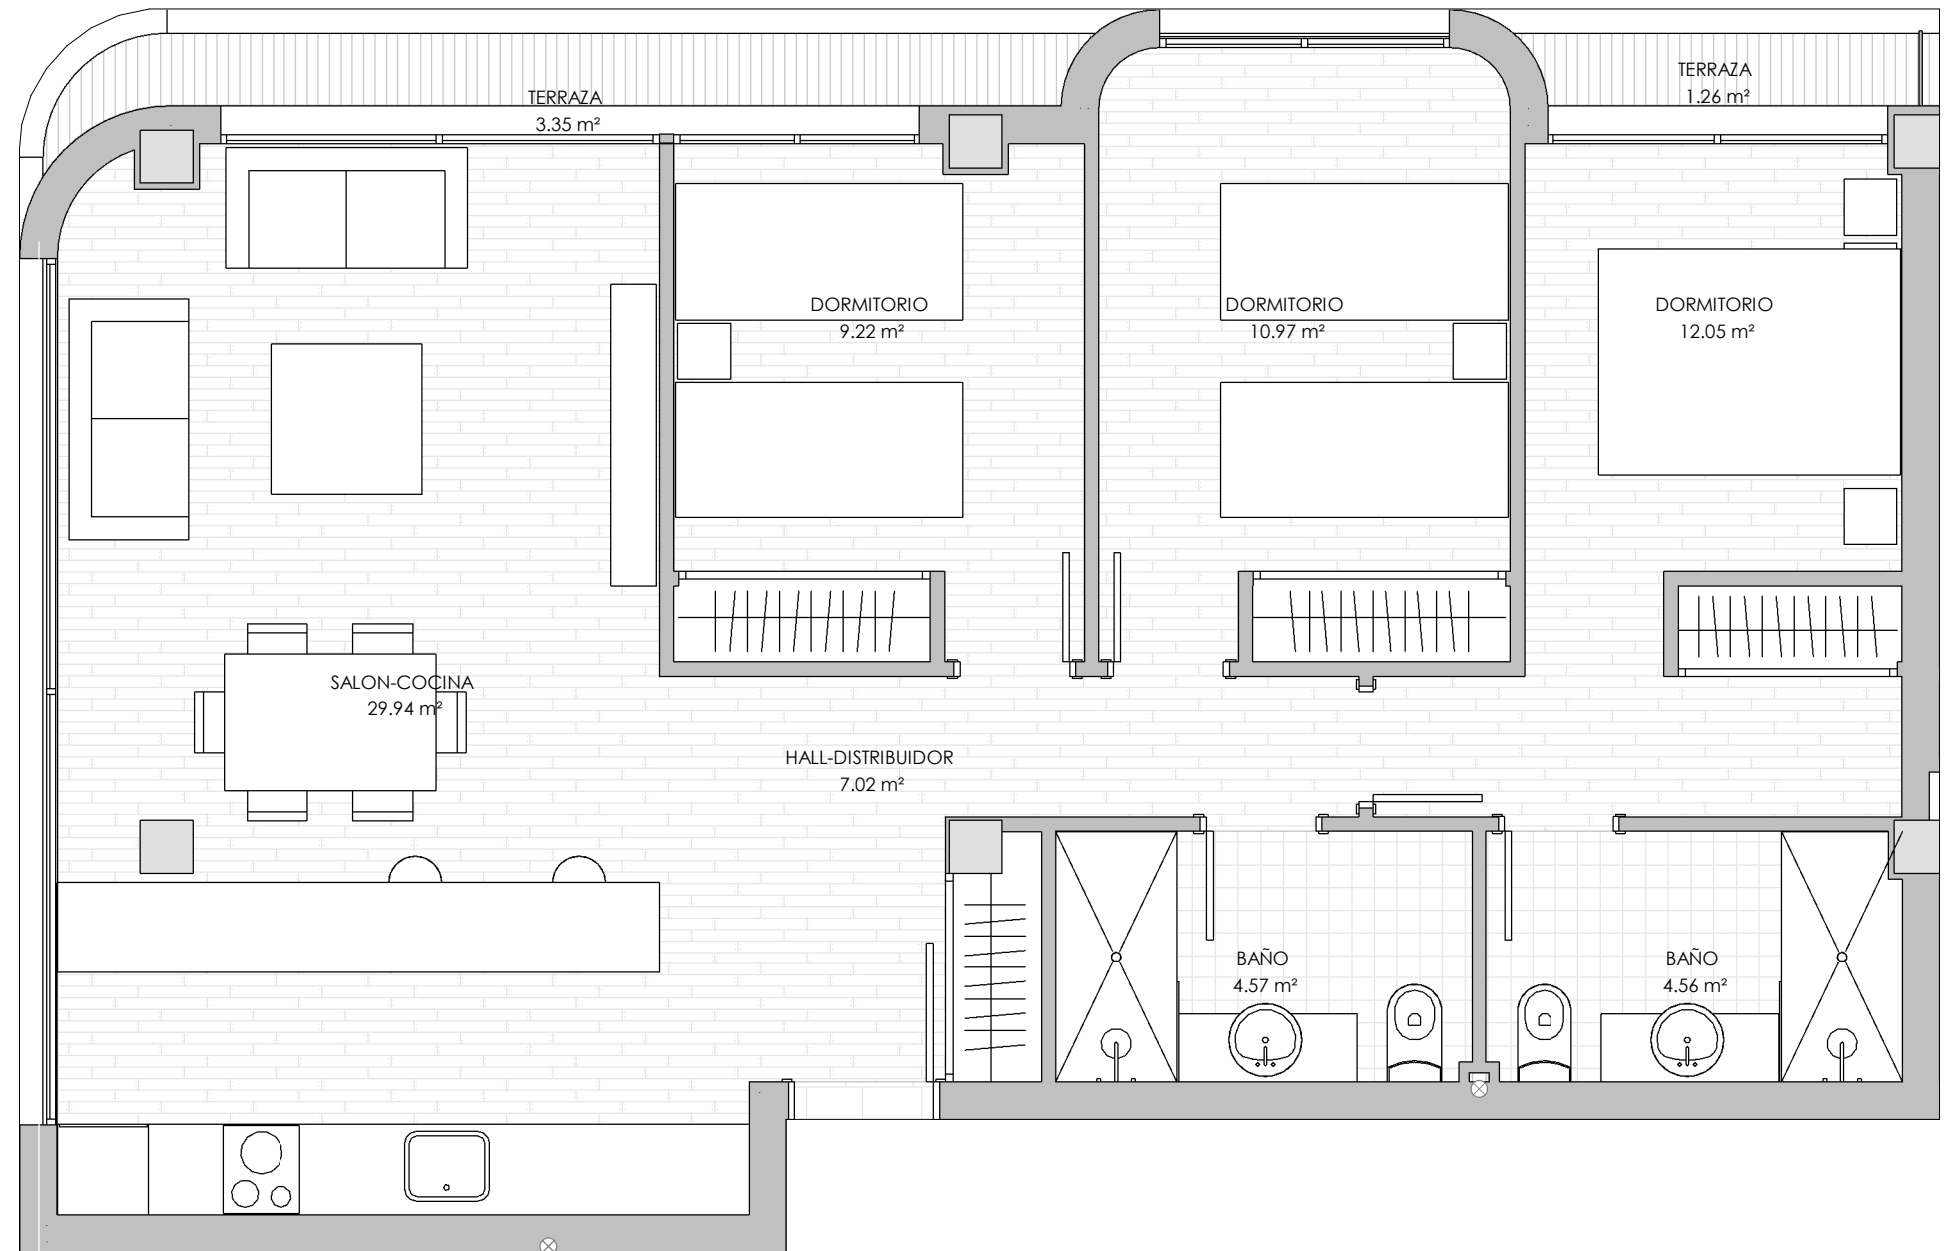 TERRAZA
3.35 m²
TERRAZA
1.26 m²
DORMITORIO
9.22 m²
DORMITORIO
10.97 m²
DORMITORIO
12.05 m²
SALON-COCINA
29.94 m²
HALL-DISTRIBUIDOR
7.02 m²
BAÑO
4.57 m²
BAÑO
4.56 m²